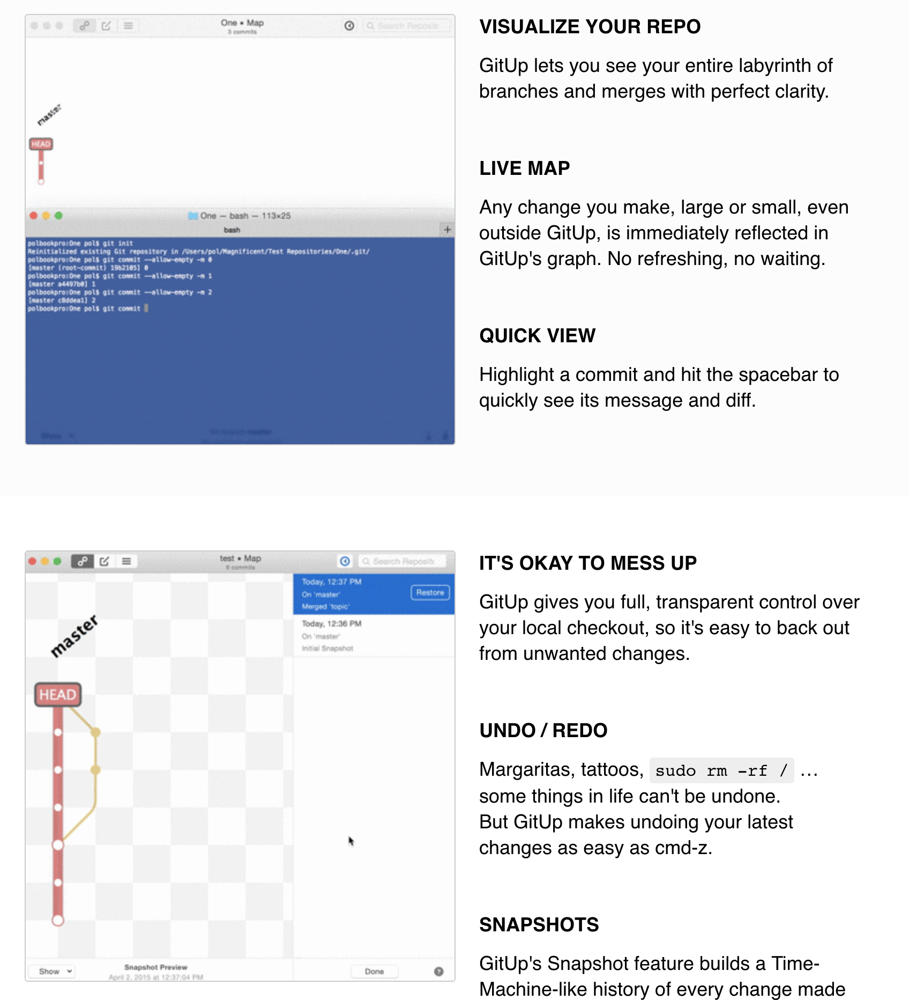 One • Map
3 commits
Search Reposit
master
HEAD
One — bash — 113×25
bash
polbookpro:One pol$ git init
Reinitialized existing Git repository in /Users/pol/Magnificent/Test Repositories/One/.git/
polbookpro:One pol$ git commit --allow-empty -m 0
[master (root-commit) 19b2105] 0
polbookpro:One pol$ git commit --allow-empty -m 1
[master a4497b0] 1
polbookpro:One pol$ git commit --allow-empty -m 2
[master c8ddea1] 2
polbookpro:One pol$ git commit
Show
VISUALIZE YOUR REPO
GitUp lets you see your entire labyrinth of
branches and merges with perfect clarity.
LIVE MAP
Any change you make, large or small, even
outside GitUp, is immediately reflected in
GitUp's graph. No refreshing, no waiting.
QUICK VIEW
Highlight a commit and hit the spacebar to
quickly see its message and diff.
test • Map
9 commits
Search Reposit
Today, 12:37 PM
On 'master'
Merged 'topic'
Restore
Today, 12:36 PM
On 'master'
Initial Snapshot
master
HEAD
Show
Snapshot Preview
April 2, 2015 at 12:37:04 PM
Done
?
IT'S OKAY TO MESS UP
GitUp gives you full, transparent control over
your local checkout, so it's easy to back out
from unwanted changes.
UNDO / REDO
Margaritas, tattoos, sudo rm -rf / …
some things in life can't be undone.
But GitUp makes undoing your latest
changes as easy as cmd-z.
SNAPSHOTS
GitUp's Snapshot feature builds a Time-
Machine-like history of every change made